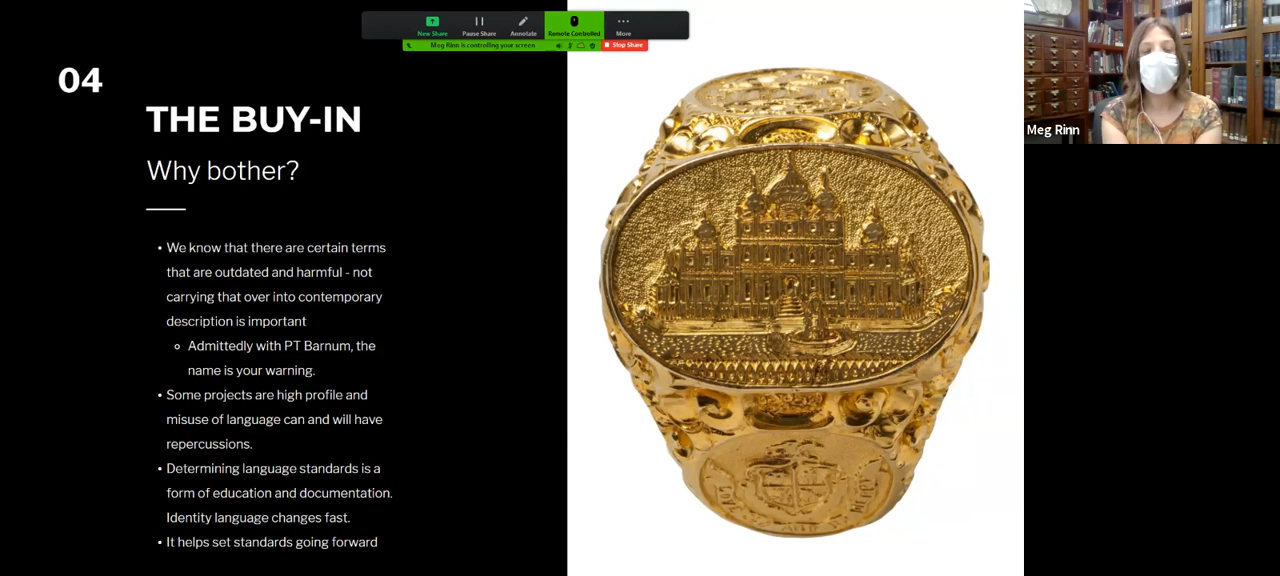 New Share
Pause Share
Annotate
Remote Controlled
More
Meg Rinn is controlling your screen
Stop Share
04
THE BUY-IN
Why bother?
• We know that there are certain terms
that are outdated and harmful - not
carrying that over into contemporary
description is important
Admittedly with PT Barnum, the
name is your warning.
• Some projects are high profile and
misuse of language can and will have
repercussions.
• Determining language standards is a
form of education and documentation.
Identity language changes fast.
• It helps set standards going forward
Meg Rinn